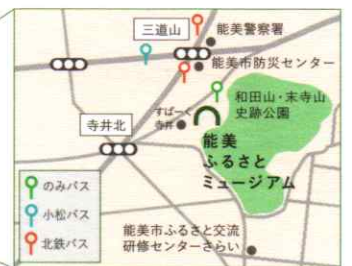 三道山
能美警察署
能美市防災センター
和田山・末寺山
史跡公園
すぱーく
寺井
寺井北
能美
ふるさと
ミュージアム
のみバス
小松バス
北鉄バス
能美市ふるさと交流
研修センターさらい